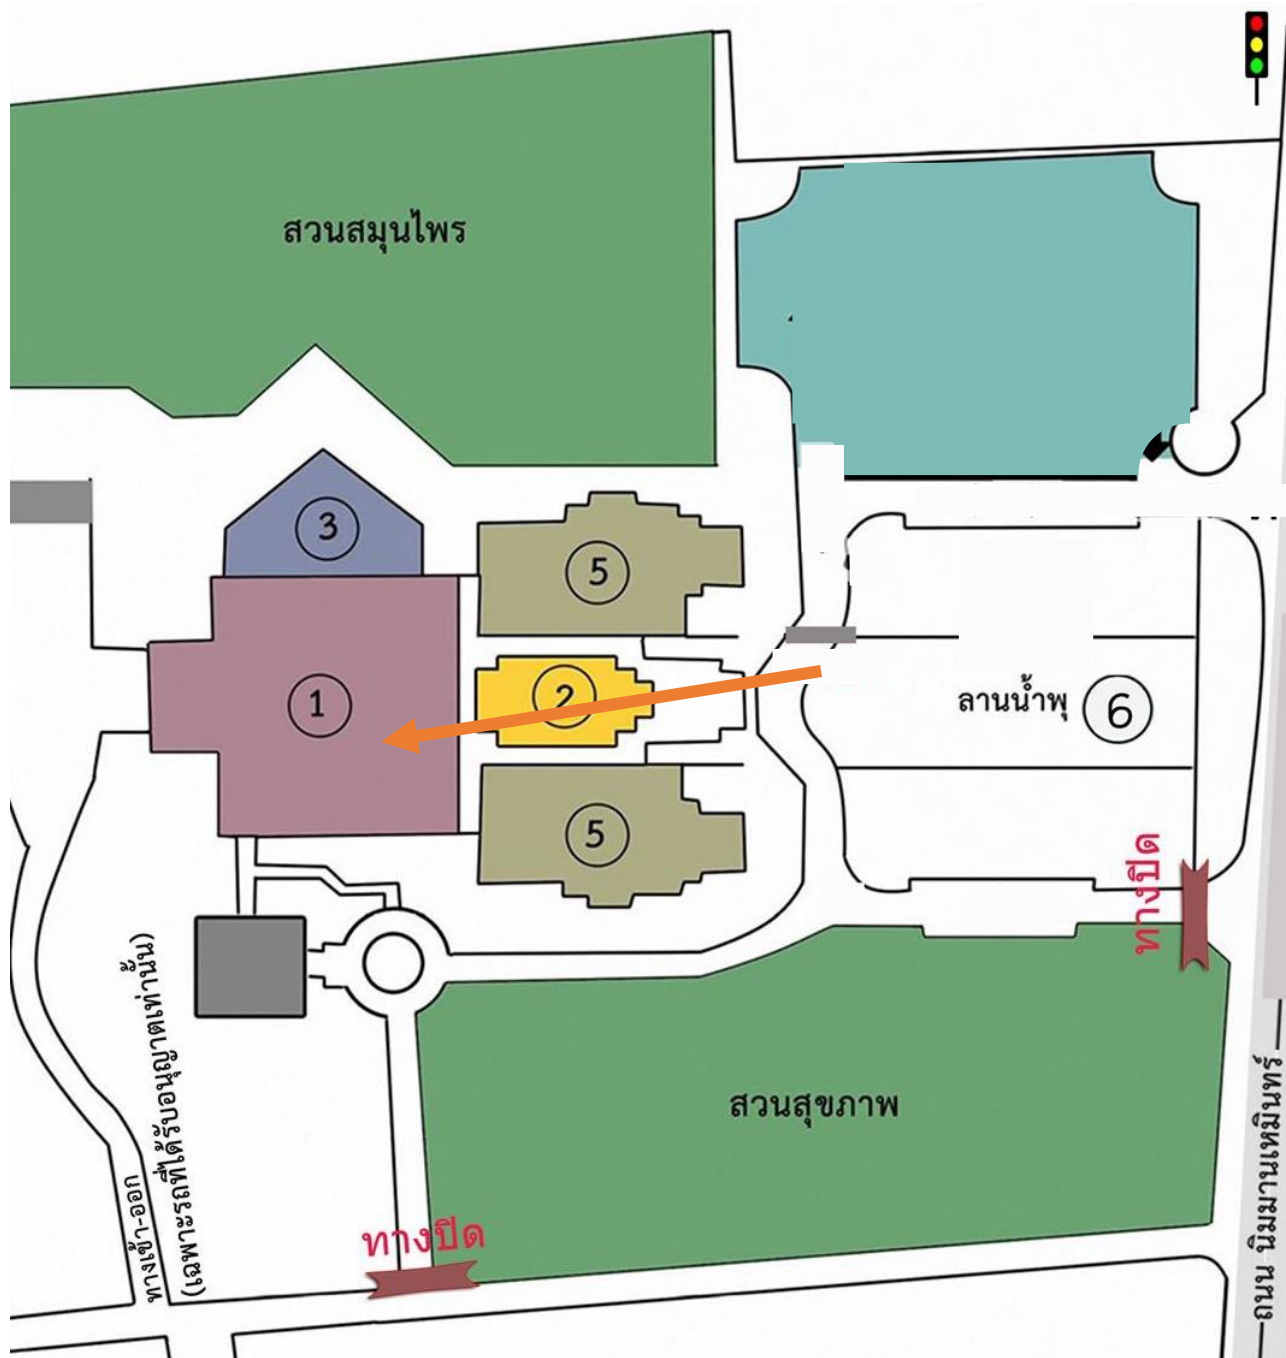 สวนสมุนไพร
3
5
1
2
ลานน้ำพุ 6
5
ทางปิด
สวนสุขภาพ
ทางเข้า-ออก
(เฉพาะรถที่ได้รับอนุญาตเท่านั้น)
ทางปิด
ถนน นิมมานเหมินทร์